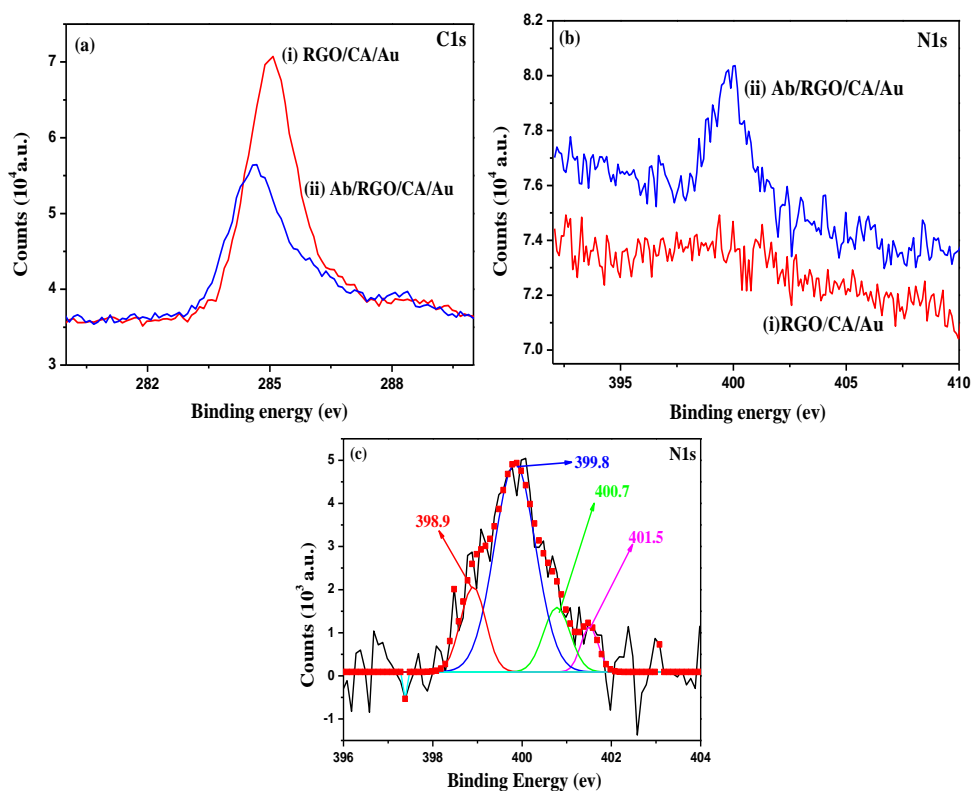 (a)
C1s
(i) RGO/CA/Au
(ii) Ab/RGO/CA/Au
7
6
5
4
3
Counts (10⁴a.u.)
282
285
288
Binding energy (ev)
(b)
N1s
(ii) Ab/RGO/CA/Au
(i)RGO/CA/Au
8.2
8.0
7.8
7.6
7.4
7.2
7.0
Counts (10⁴ a.u.)
395
400
405
410
Binding energy (ev)
(c)
N1s
399.8
400.7
398.9
401.5
5
4
3
2
1
0
-1
Counts (10³ a.u.)
396
398
400
402
404
Binding Energy (ev)